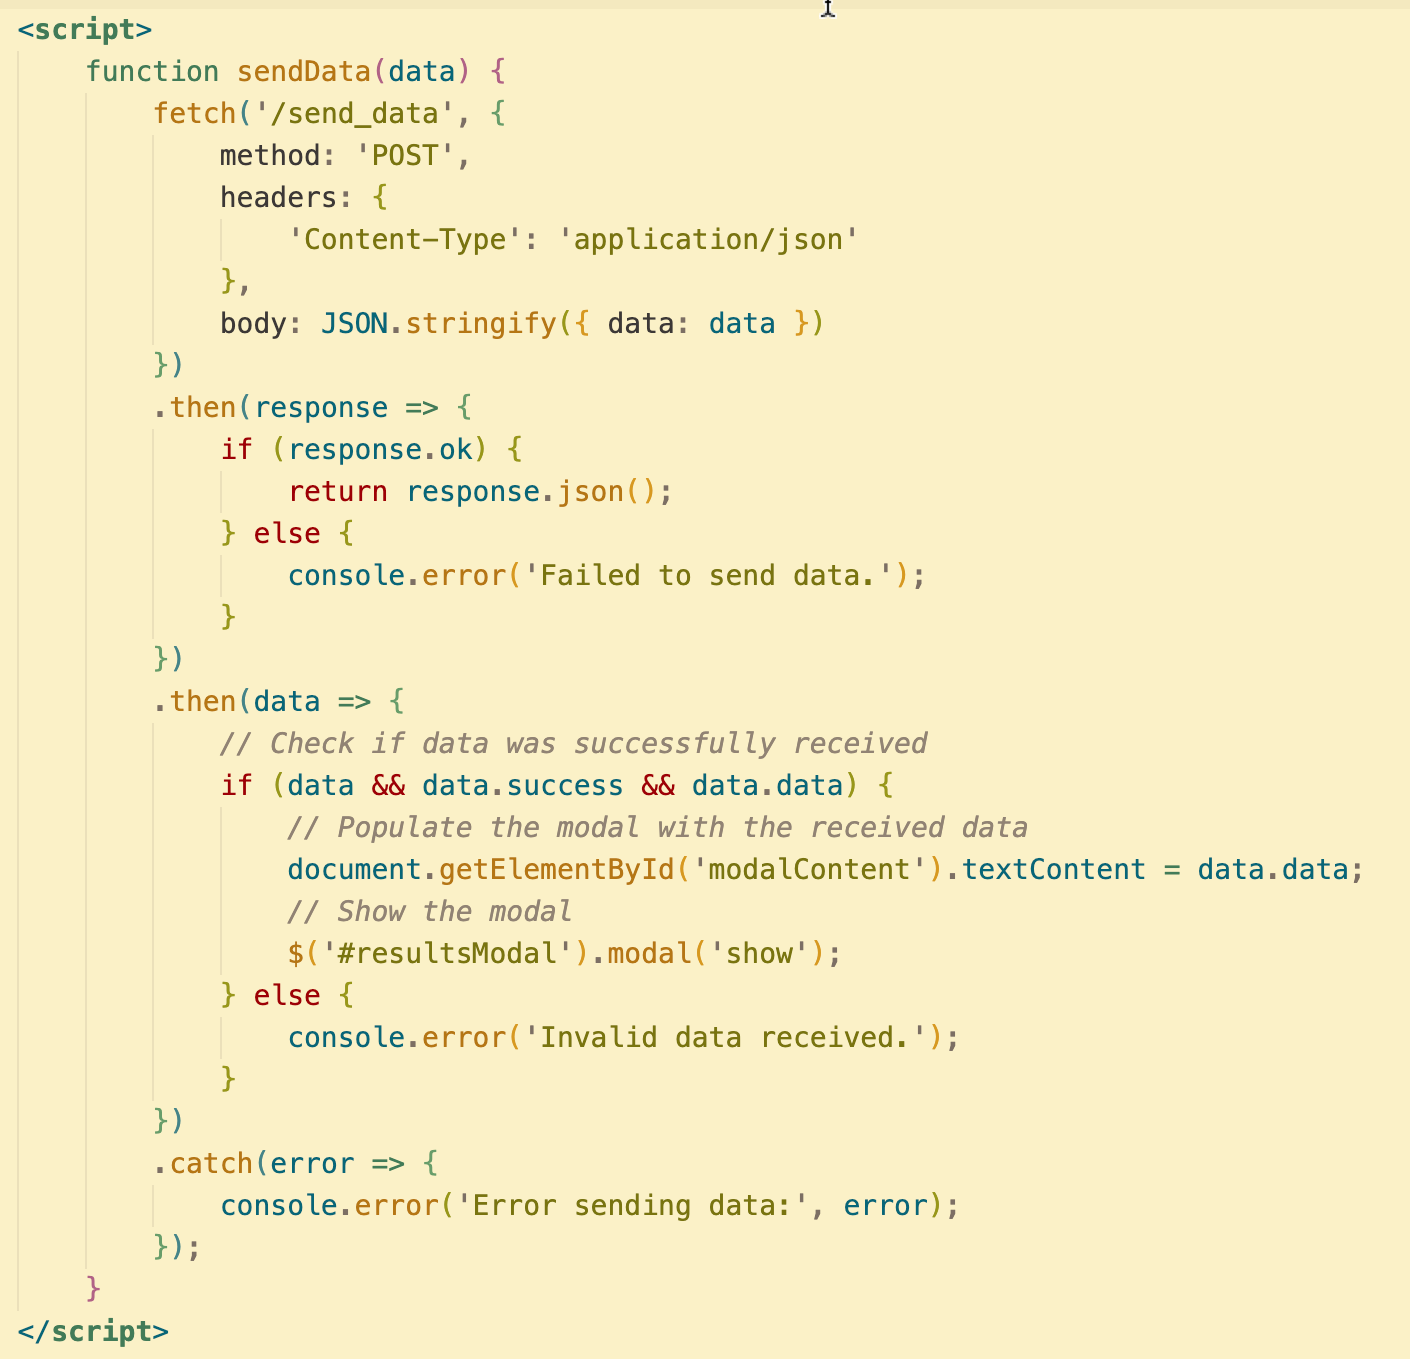 <script>
function sendData(data) {
fetch('/send_data', {
method: 'POST',
headers: {
'Content-Type': 'application/json'
},
body: JSON.stringify({ data: data })
})
.then(response => {
if (response.ok) {
return response.json();
} else {
console.error('Failed to send data.');
}
})
.then(data => {
// Check if data was successfully received
if (data && data.success && data.data) {
// Populate the modal with the received data
document.getElementById('modalContent').textContent = data.data;
// Show the modal
$('#resultsModal').modal('show');
} else {
console.error('Invalid data received.');
}
})
.catch(error => {
console.error('Error sending data:', error);
});
}
</script>